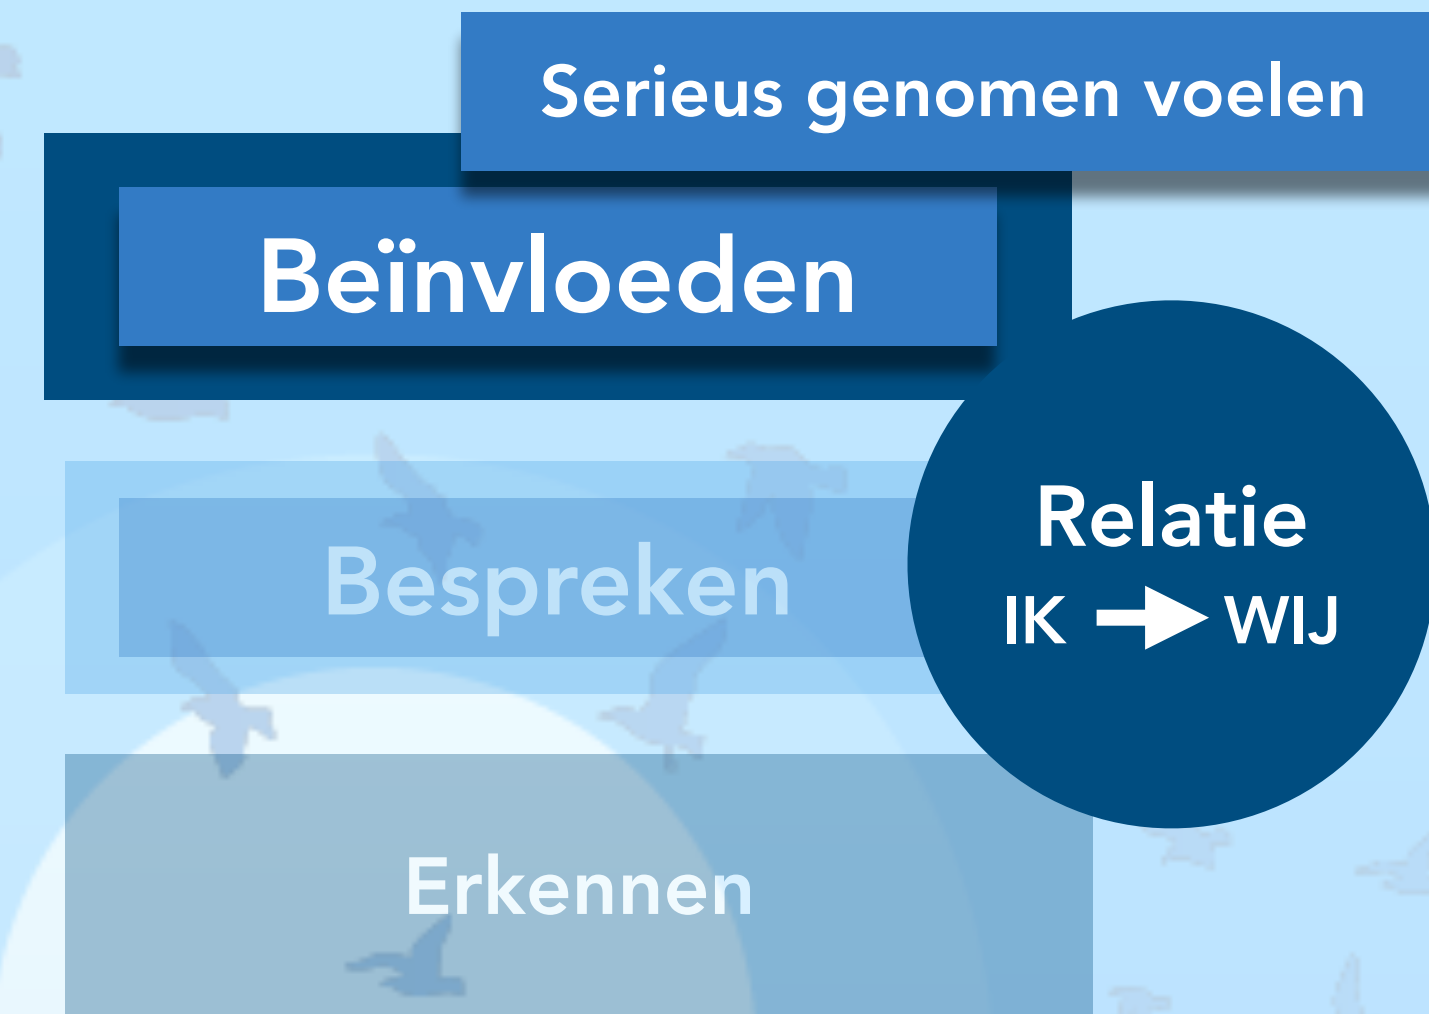 Serieus genomen voelen
Beïnvloeden
Bespreken
Relatie
IK WIJ
Erkennen